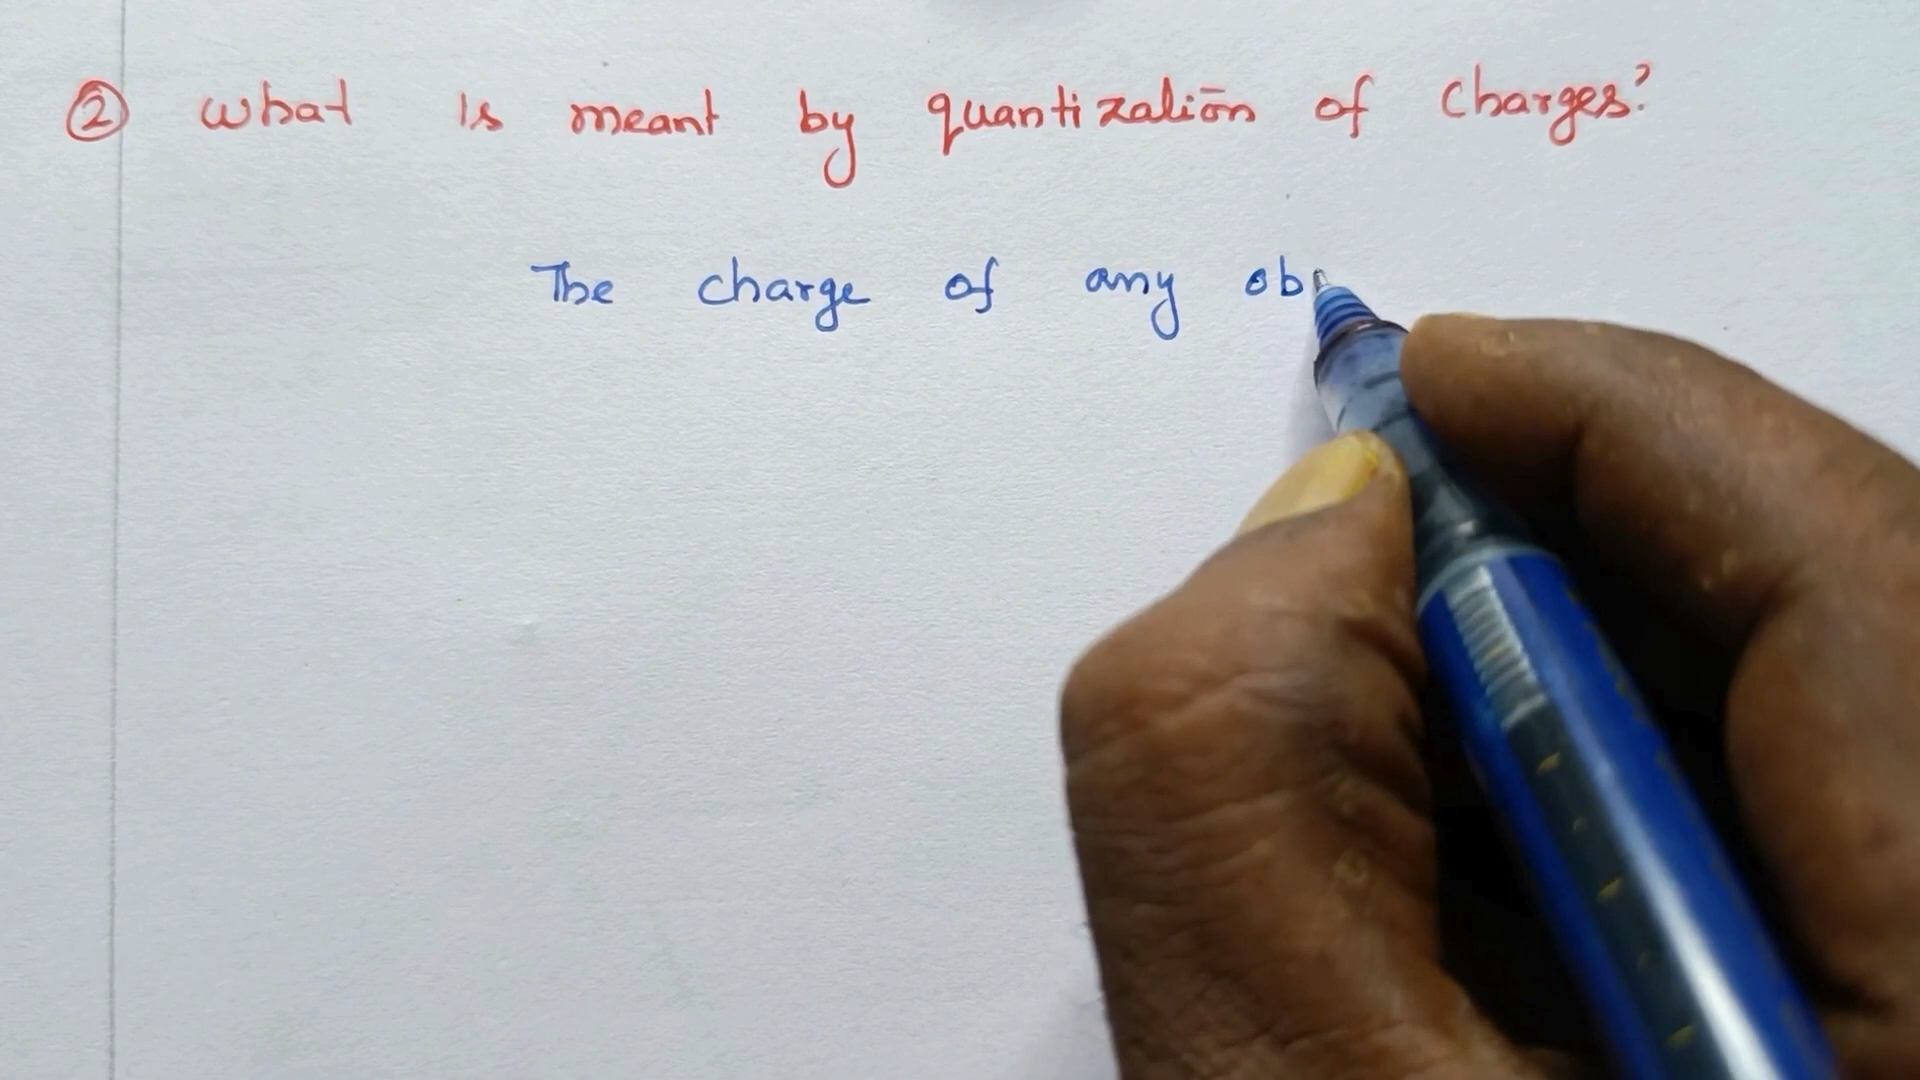 ② What is meant by quantization of charges?
The charge of any ob